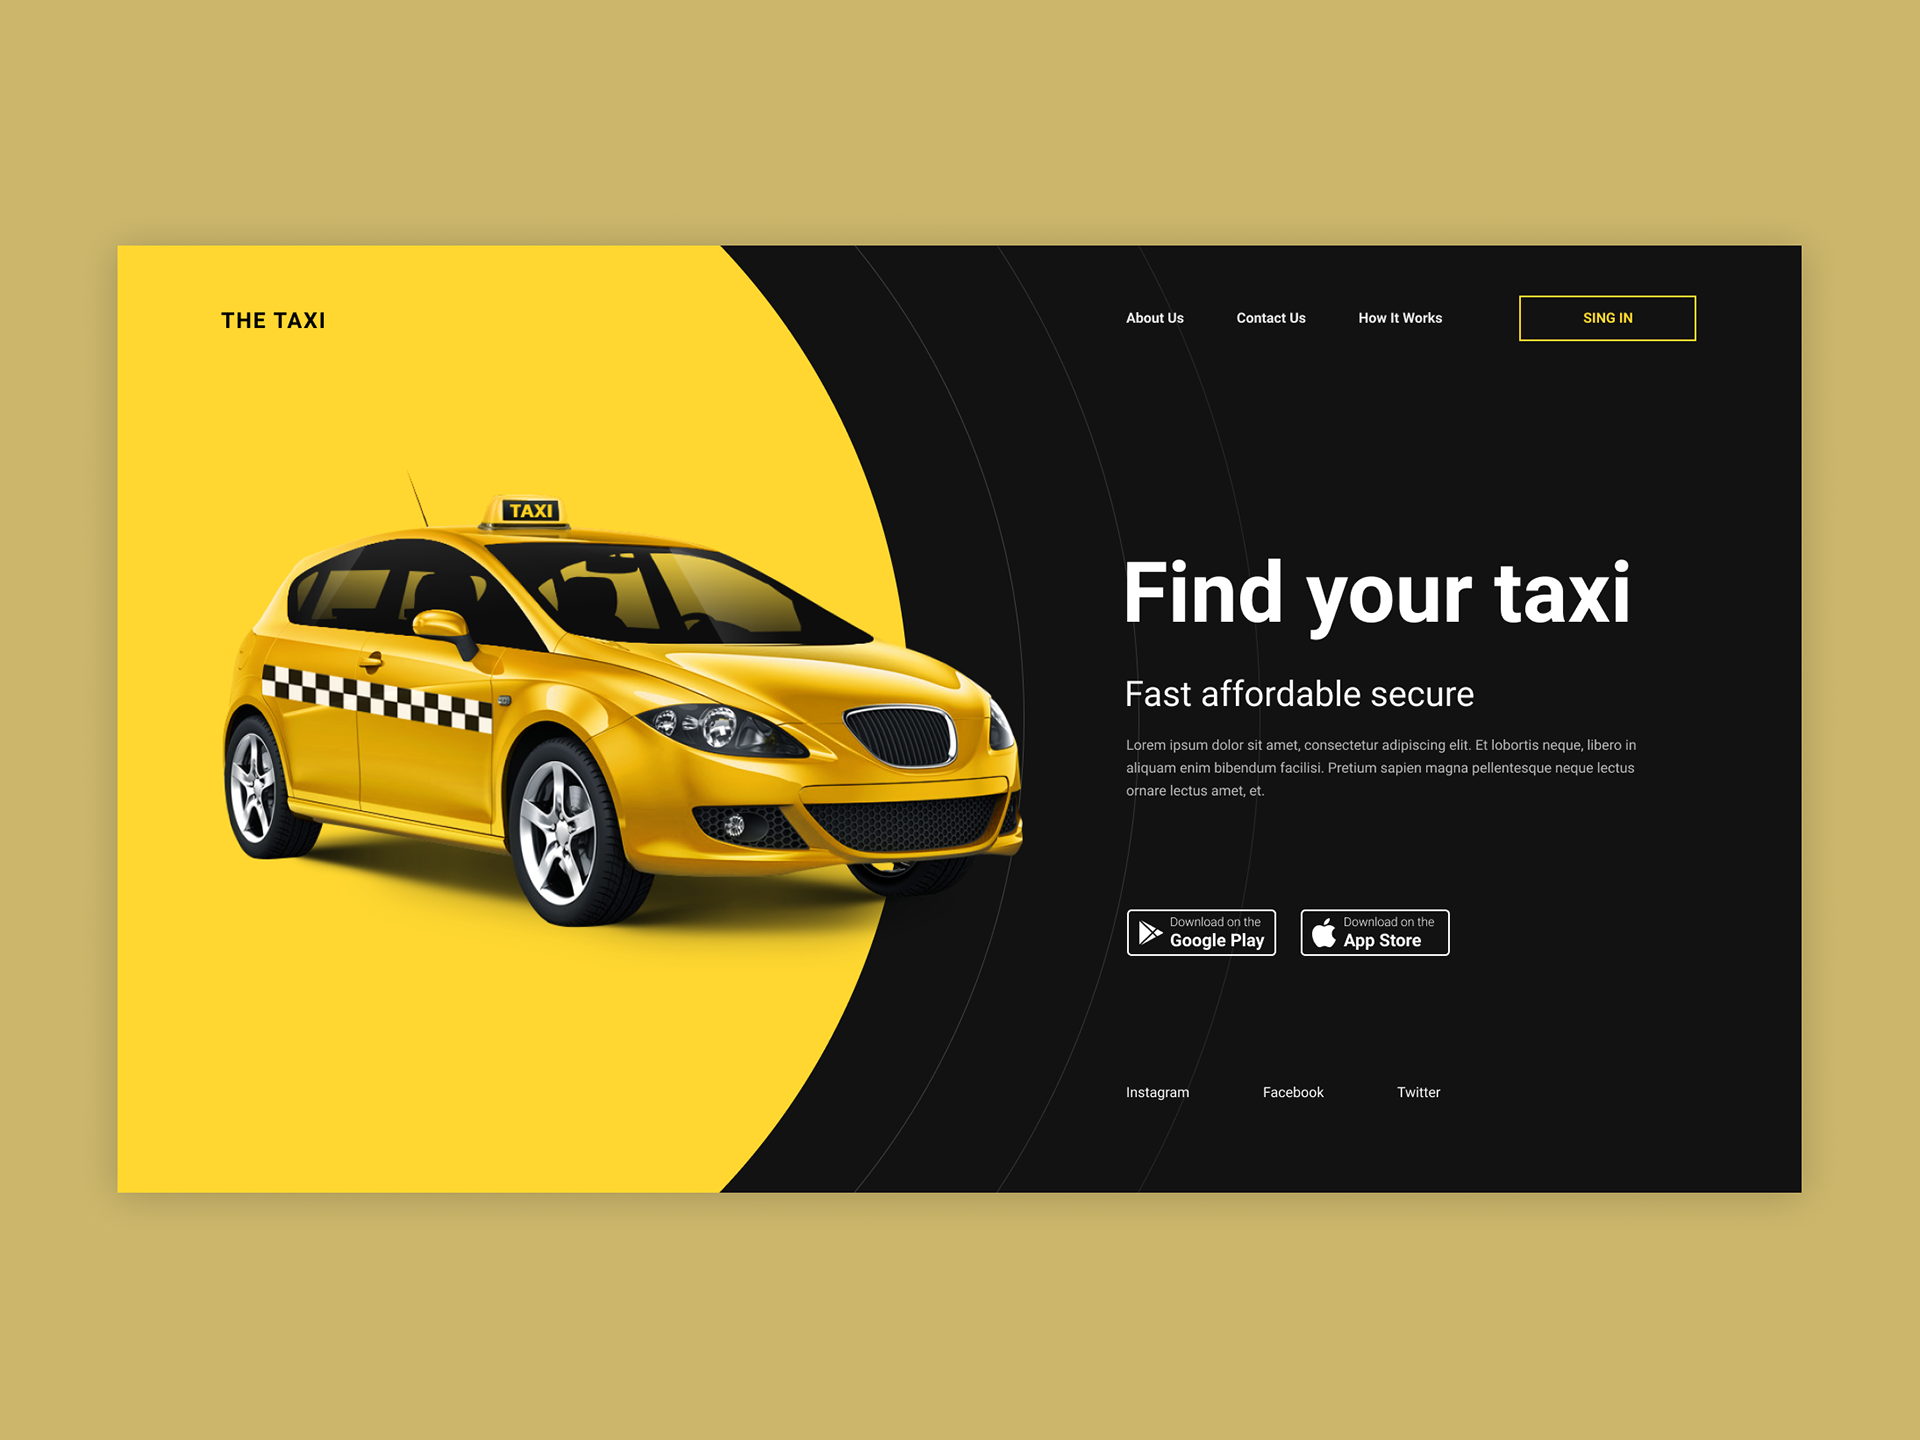 THE TAXI
About Us
Contact Us
How It Works
SING IN
TAXI
Find your taxi
Fast affordable secure
Lorem ipsum dolor sit amet, consectetur adipiscing elit. Et lobortis neque, libero in
aliquam enim bibendum facilisi. Pretium sapien magna pellentesque neque lectus
ornare lectus amet, et.
Download on the
Google Play
Download on the
App Store
Instagram
Facebook
Twitter